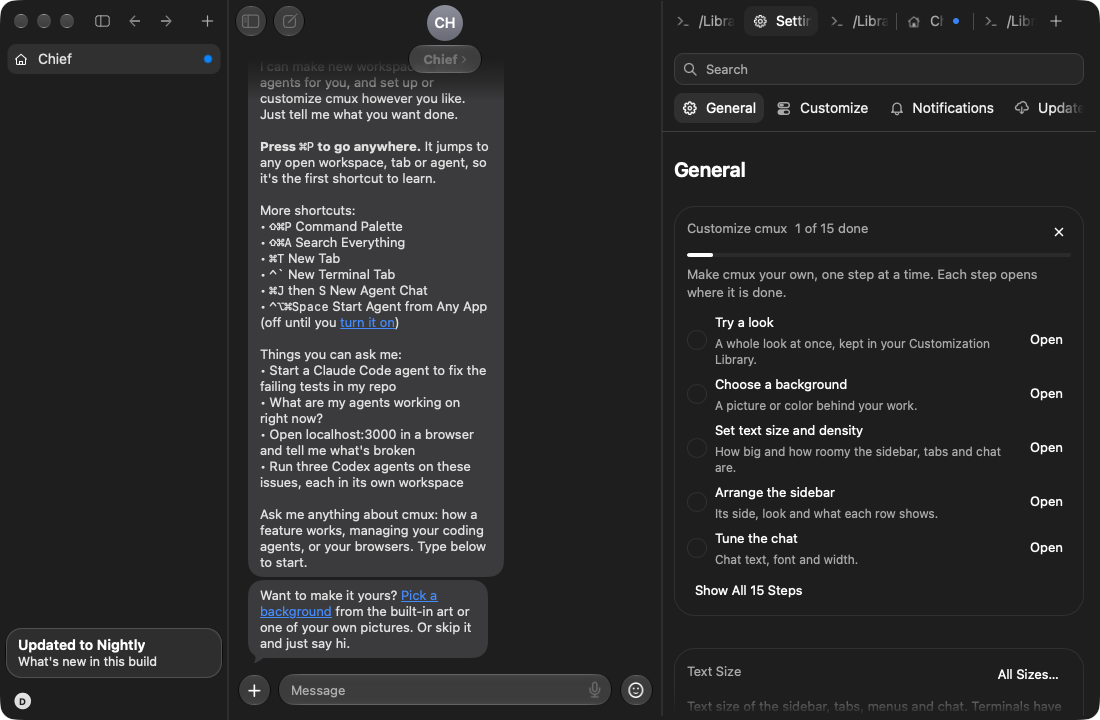 Chief
Updated to Nightly
What's new in this build
D
CH
Chief ›
I can make new workspac
agents for you, and set up or
customize cmux however you like.
Just tell me what you want done.
Press ⌘P to go anywhere. It jumps to
any open workspace, tab or agent, so
it's the first shortcut to learn.
More shortcuts:
• ⇧⌘P Command Palette
• ⇧⌘A Search Everything
• ⌘T New Tab
• ^` New Terminal Tab
• ⌘J then S New Agent Chat
• ^⌥⌘Space Start Agent from Any App
(off until you turn it on)
Things you can ask me:
• Start a Claude Code agent to fix the
failing tests in my repo
• What are my agents working on
right now?
• Open localhost:3000 in a browser
and tell me what's broken
• Run three Codex agents on these
issues, each in its own workspace
Ask me anything about cmux: how a
feature works, managing your coding
agents, or your browsers. Type below
to start.
Want to make it yours? Pick a
background from the built-in art or
one of your own pictures. Or skip it
and just say hi.
Message
/Libra Settin /Libra Ch /Libr
Search
General Customize Notifications Update
General
Customize cmux 1 of 15 done
Make cmux your own, one step at a time. Each step opens
where it is done.
Try a look
A whole look at once, kept in your Customization
Library.
Open
Choose a background
A picture or color behind your work.
Open
Set text size and density
How big and how roomy the sidebar, tabs and chat
are.
Open
Arrange the sidebar
Its side, look and what each row shows.
Open
Tune the chat
Chat text, font and width.
Open
Show All 15 Steps
Text Size
All Sizes...
Text size of the sidebar, tabs, menus and chat. Terminals have